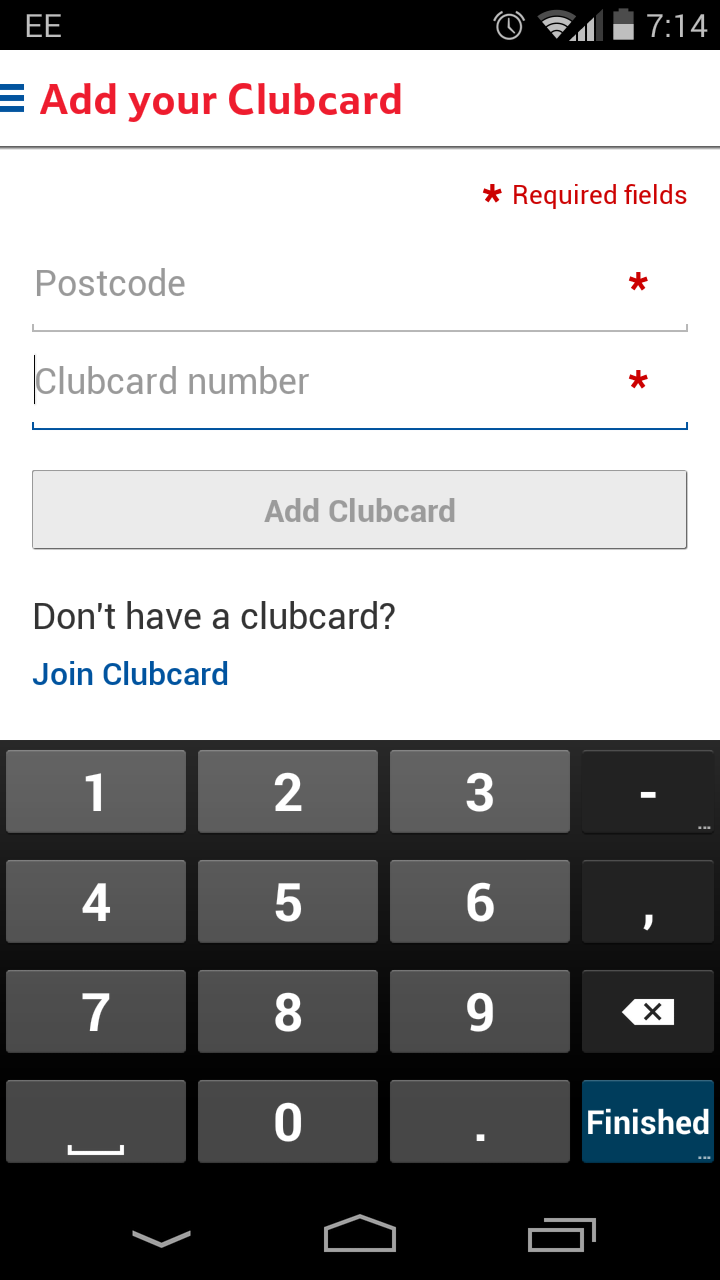 EE 7:14
Add your Clubcard
* Required fields
Postcode *
Clubcard number *
Add Clubcard
Don't have a clubcard?
Join Clubcard
1 2 3 -
4 5 6 ,
7 8 9
0 . Finished